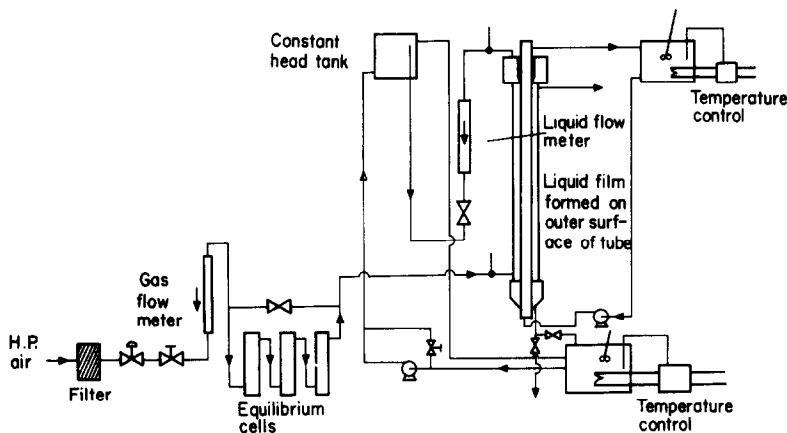 Constant
head tank
Temperature
control
Liquid flow
meter
Liquid film
formed on
outer surf-
ace of tube
Gas
flow
meter
H.P.
air
Filter
Equilibrium
cells
Temperature
control